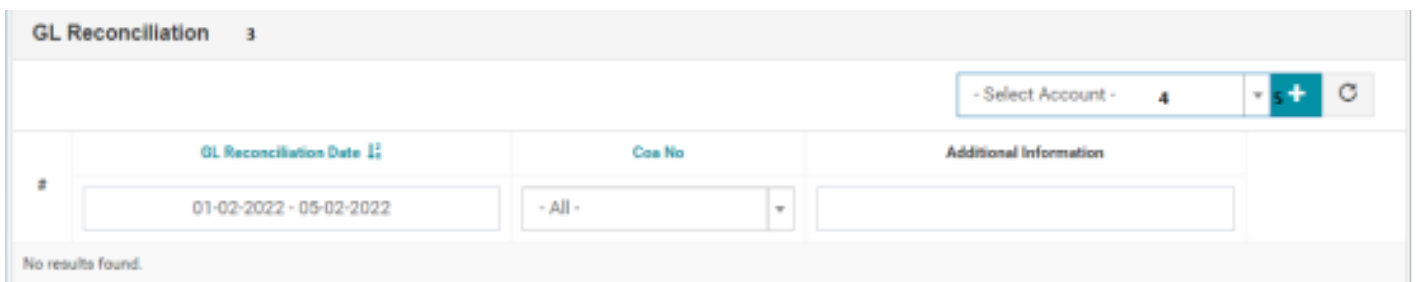 GL Reconciliation 3
- Select Account - 4 5 +
GL Reconciliation Date Coa No Additional Information
#
01-02-2022 - 05-02-2022 - All -
No results found.